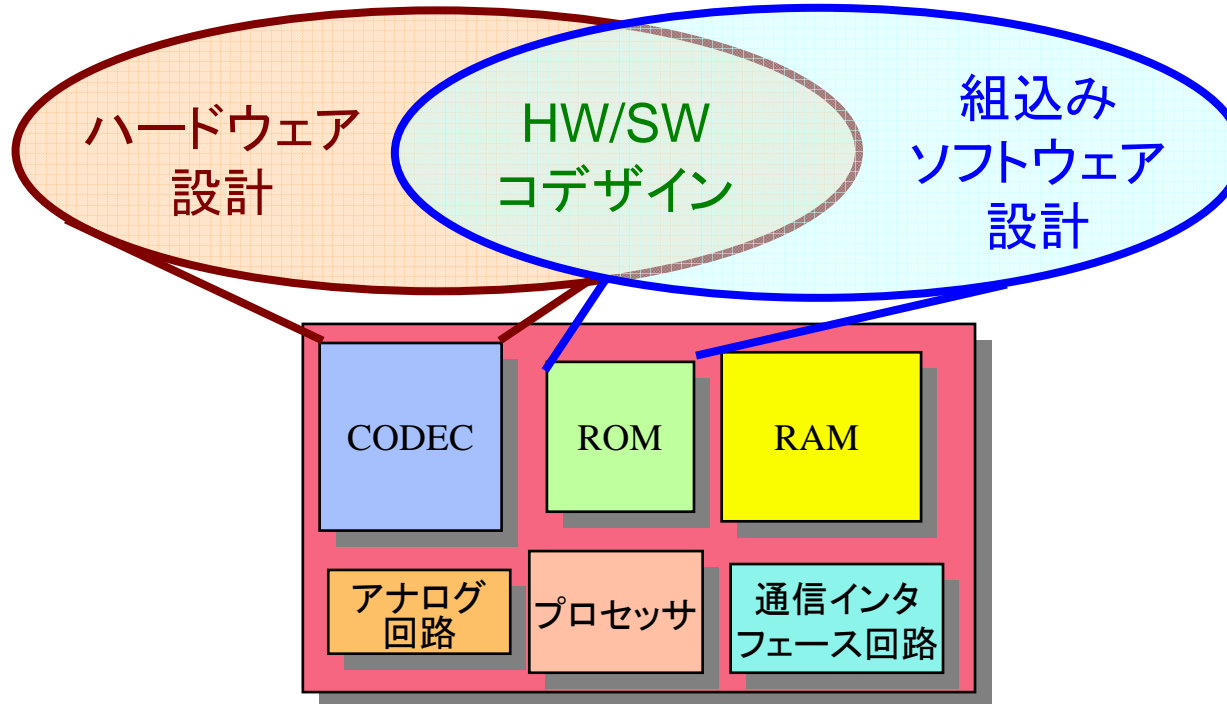 ハードウェア
設計
HW/SW
コデザイン
組込み
ソフトウェア
設計
CODEC
ROM
RAM
アナログ
回路
プロセッサ
通信インタ
フェース回路